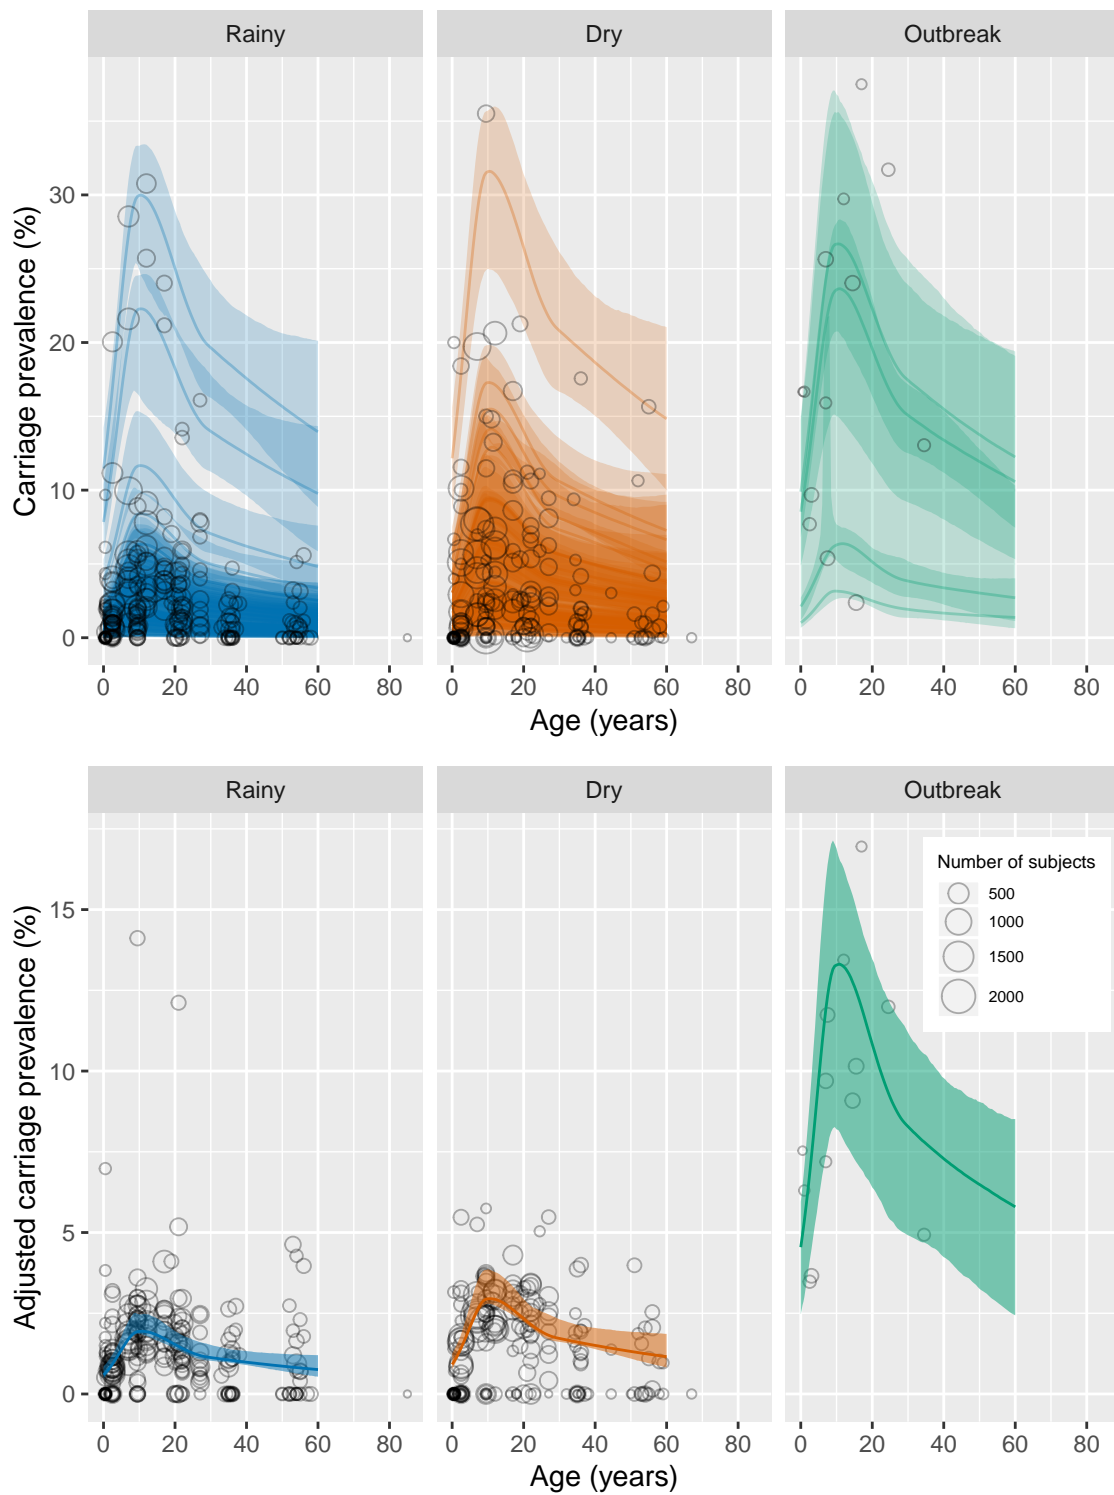 Rainy Dry Outbreak
Carriage prevalence (%)
30
20
10
0
0 20 40 60 80 0 20 40 60 80 0 20 40 60 80
Age (years)
Rainy Dry Outbreak
Adjusted carriage prevalence (%)
15
10
5
0
Number of subjects
500
1000
1500
2000
0 20 40 60 80 0 20 40 60 80 0 20 40 60 80
Age (years)